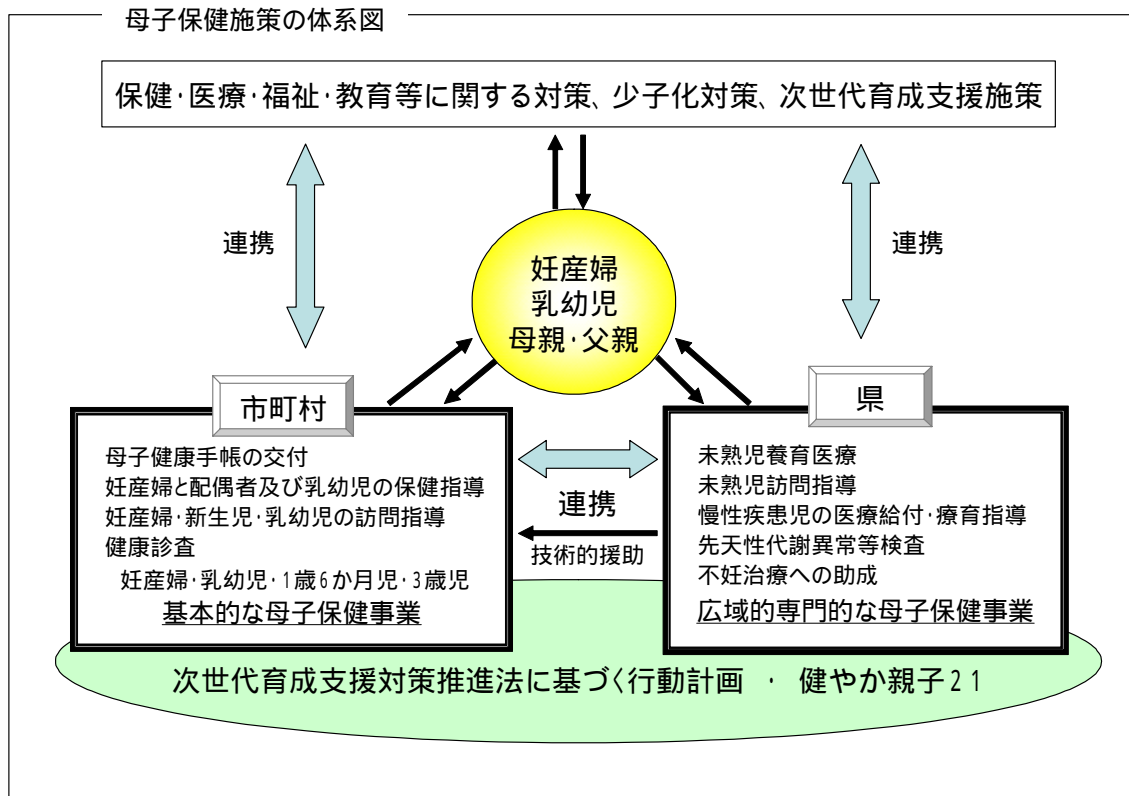 母子保健施策の体系図
保健・医療・福祉・教育等に関する対策、少子化対策、次世代育成支援施策
連携
連携
妊産婦
乳幼児
母親・父親
市町村
母子健康手帳の交付
妊産婦と配偶者及び乳幼児の保健指導
妊産婦・新生児・乳幼児の訪問指導
健康診査
妊産婦・乳幼児・1歳6か月児・3歳児
基本的な母子保健事業
連携
技術的援助
県
未熟児養育医療
未熟児訪問指導
慢性疾患児の医療給付・療育指導
先天性代謝異常等検査
不妊治療への助成
広域的専門的な母子保健事業
次世代育成支援対策推進法に基づく行動計画 ・ 健やか親子21